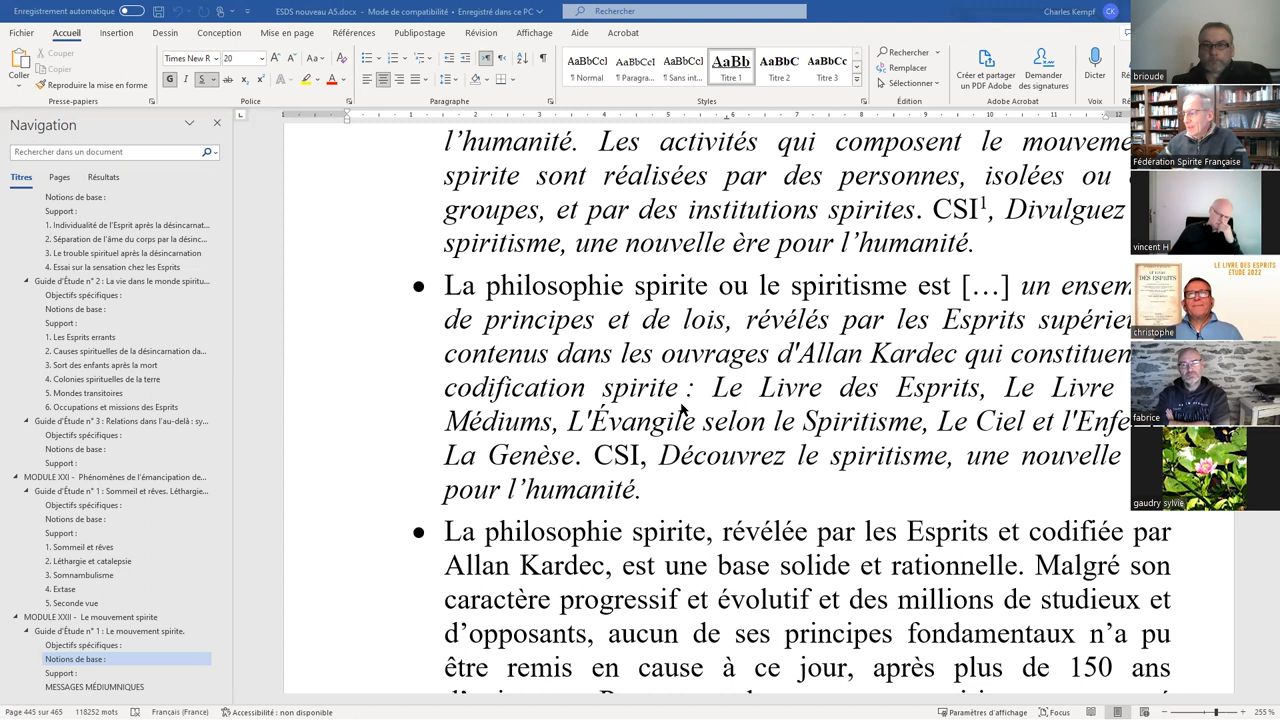 Enregistrement automatique
ESDS nouveau A5.docx - Mode de compatibilité • Enregistré dans ce PC
Rechercher
Charles Kempf
CK
Fichier
Accueil
Insertion
Dessin
Conception
Mise en page
Références
Publipostage
Révision
Affichage
Aide
Acrobat
Coller
Couper
Copier
Reproduire la mise en forme
Presse-papiers
Times New R
20
Aa
G I S ab x₂ x²
Police
Paragraphe
AaBbCcI
¶ Normal
AaBbCcI
¶ Paragra...
AaBbCcI
¶ Sans int...
AaBb
Titre 1
AaBbC
Titre 2
AaBbCc
Titre 3
Styles
Rechercher
Remplacer
Sélectionner
Édition
Créer et partager
un PDF Adobe
Demander
des signatures
Adobe Acrobat
Dicter
Voix
Navigation
Rechercher dans un document
Titres
Pages
Résultats
Notions de base :
Support :
1. Individualité de l'Esprit après la désincarnat...
2. Séparation de l'âme du corps par la désinc...
3. Le trouble spirituel après la désincarnation
4. Essai sur la sensation chez les Esprits
Guide d'Étude n° 2 : La vie dans le monde spiritu...
Objectifs spécifiques :
Notions de base :
Support :
1. Les Esprits errants
2. Causes spirituelles de la désincarnation da...
3. Sort des enfants après la mort
4. Colonies spirituelles de la terre
5. Mondes transitoires
6. Occupations et missions des Esprits
Guide d'Étude n° 3 : Relations dans l'au-delà : sy...
Objectifs spécifiques :
Notions de base :
Support :
MODULE XXI - Phénomènes de l'émancipation de...
Guide d'Étude n° 1 : Sommeil et rêves. Léthargie...
Objectifs spécifiques :
Notions de base :
Support :
1. Sommeil et rêves
2. Léthargie et catalepsie
3. Somnambulisme
4. Extase
5. Seconde vue
MODULE XXII - Le mouvement spirite
Guide d'Étude n° 1 : Le mouvement spirite.
Objectifs spécifiques :
Notions de base :
Support :
MESSAGES MÉDIUMNIQUES
l'humanité. Les activités qui composent le mouveme
spirite sont réalisées par des personnes, isolées ou
groupes, et par des institutions spirites. CSI¹, Divulguez
spiritisme, une nouvelle ère pour l'humanité.
● La philosophie spirite ou le spiritisme est […] un ensem
de principes et de lois, révélés par les Esprits supérie
contenus dans les ouvrages d'Allan Kardec qui constituen
codification spirite : Le Livre des Esprits, Le Livre
Médiums, L'Évangile selon le Spiritisme, Le Ciel et l'Enfe
La Genèse. CSI, Découvrez le spiritisme, une nouvelle
pour l'humanité.
● La philosophie spirite, révélée par les Esprits et codifiée par
Allan Kardec, est une base solide et rationnelle. Malgré son
caractère progressif et évolutif et des millions de studieux et
d'opposants, aucun de ses principes fondamentaux n'a pu
être remis en cause à ce jour, après plus de 150 ans
brioude
Fédération Spirite Française
vincent H
LE LIVRE DES ESPRITS
ETUDE 2022
christophe
fabrice
gaudry sylvie
Page 445 sur 465
118252 mots
Français (France)
Accessibilité : non disponible
Paramètres d'affichage
Focus
255 %